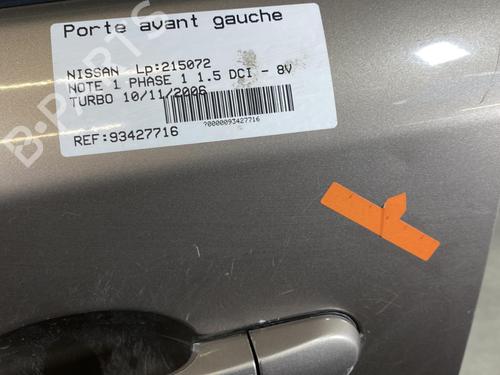 Porte avant gauche
NISSAN Lp:215072
NOTE 1 PHASE 1 1.5 DCI - 8V
TURBO 10/11/2006
?0000093427716
REF:93427716
B-PARTS